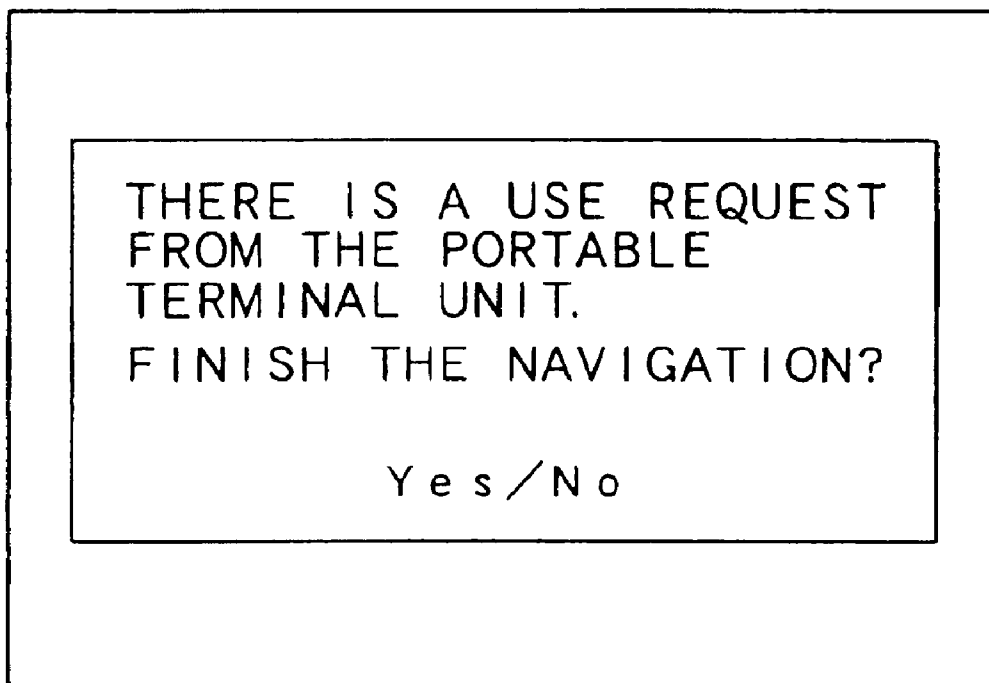 THERE IS A USE REQUEST
FROM THE PORTABLE
TERMINAL UNIT.
FINISH THE NAVIGATION?
Yes/No